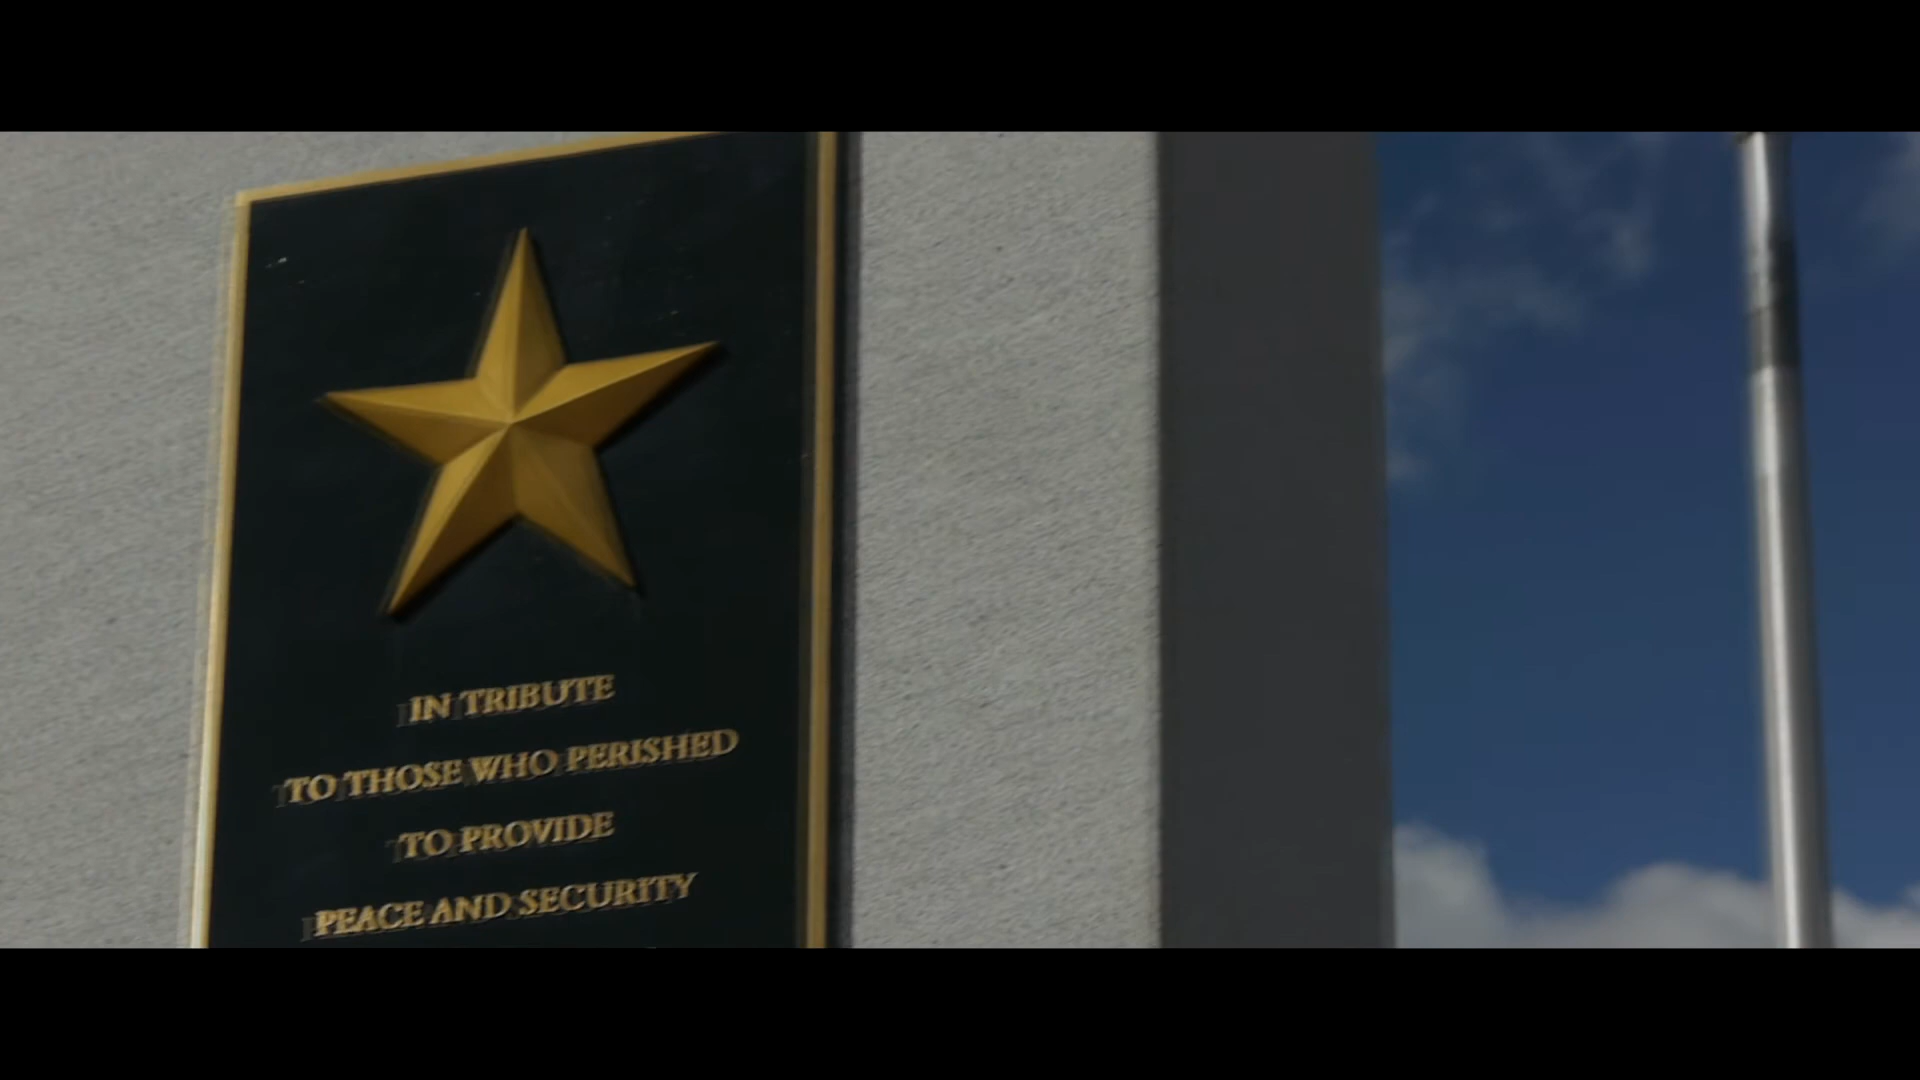 IN TRIBUTE
TO THOSE WHO PERISHED
TO PROVIDE
PEACE AND SECURITY